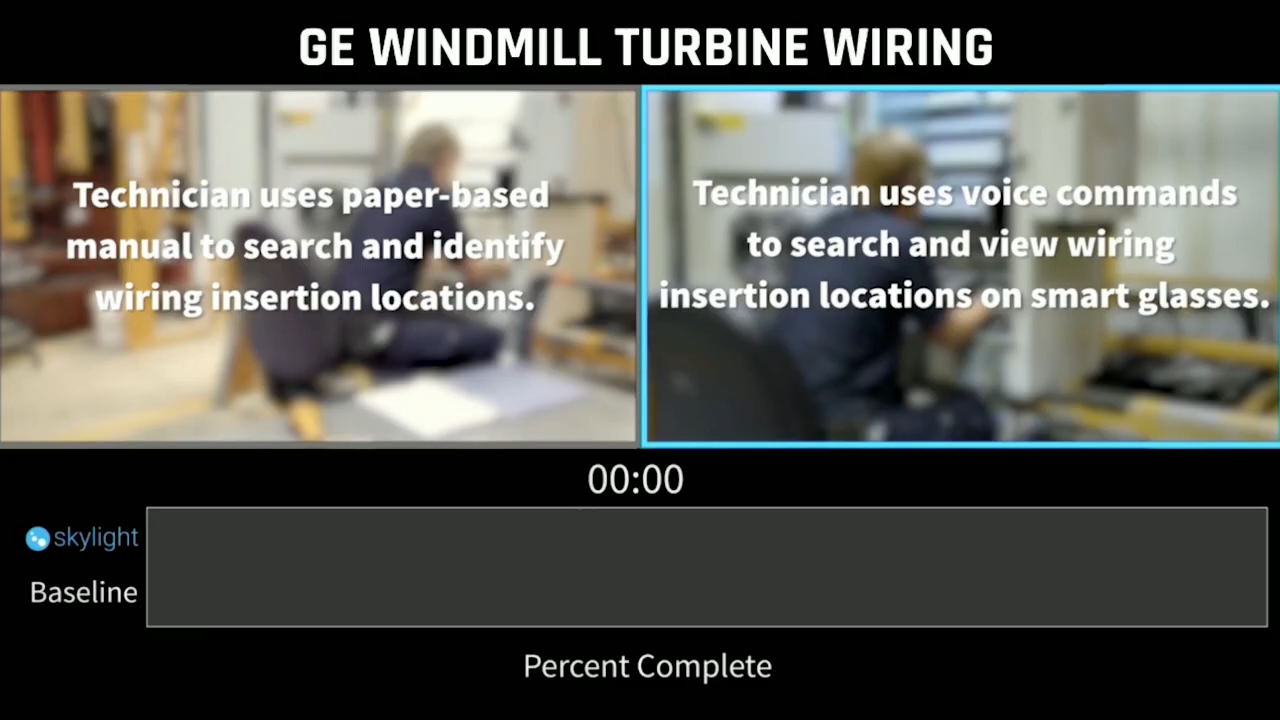 GE WINDMILL TURBINE WIRING
Technician uses paper-based
manual to search and identify
wiring insertion locations.
Technician uses voice commands
to search and view wiring
insertion locations on smart glasses.
00:00
skylight
Baseline
Percent Complete